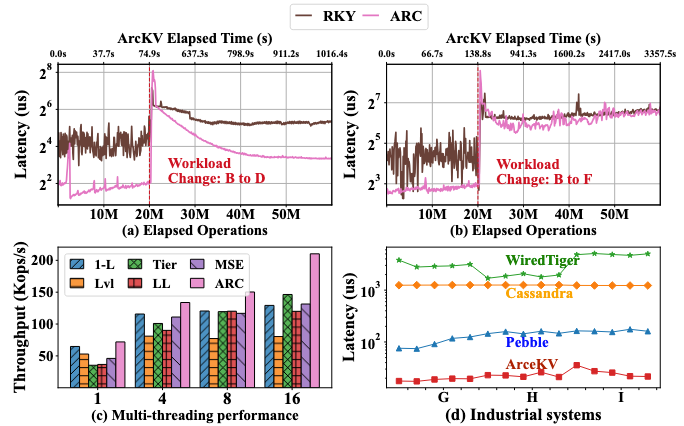 RKY ARC
ArcKV Elapsed Time (s)
0.0s 37.7s 74.9s 637.3s 798.9s 911.2s 1016.4s
Latency (us)
2^8
2^6
2^4
2^2
Workload
Change: B to D
10M 20M 30M 40M 50M
(a) Elapsed Operations
ArcKV Elapsed Time (s)
0.0s 66.7s 138.8s 941.3s 1600.2s 2417.0s 3357.5s
Latency (us)
2^7
2^5
2^3
Workload
Change: B to F
10M 20M 30M 40M 50M
(b) Elapsed Operations
Throughput (Kops/s)
200
150
100
50
1-L Tier MSE
Lvl LL ARC
1 4 8 16
(c) Multi-threading performance
Latency (us)
10^3
10^2
WiredTiger
Cassandra
Pebble
ArceKV
G H I
(d) Industrial systems